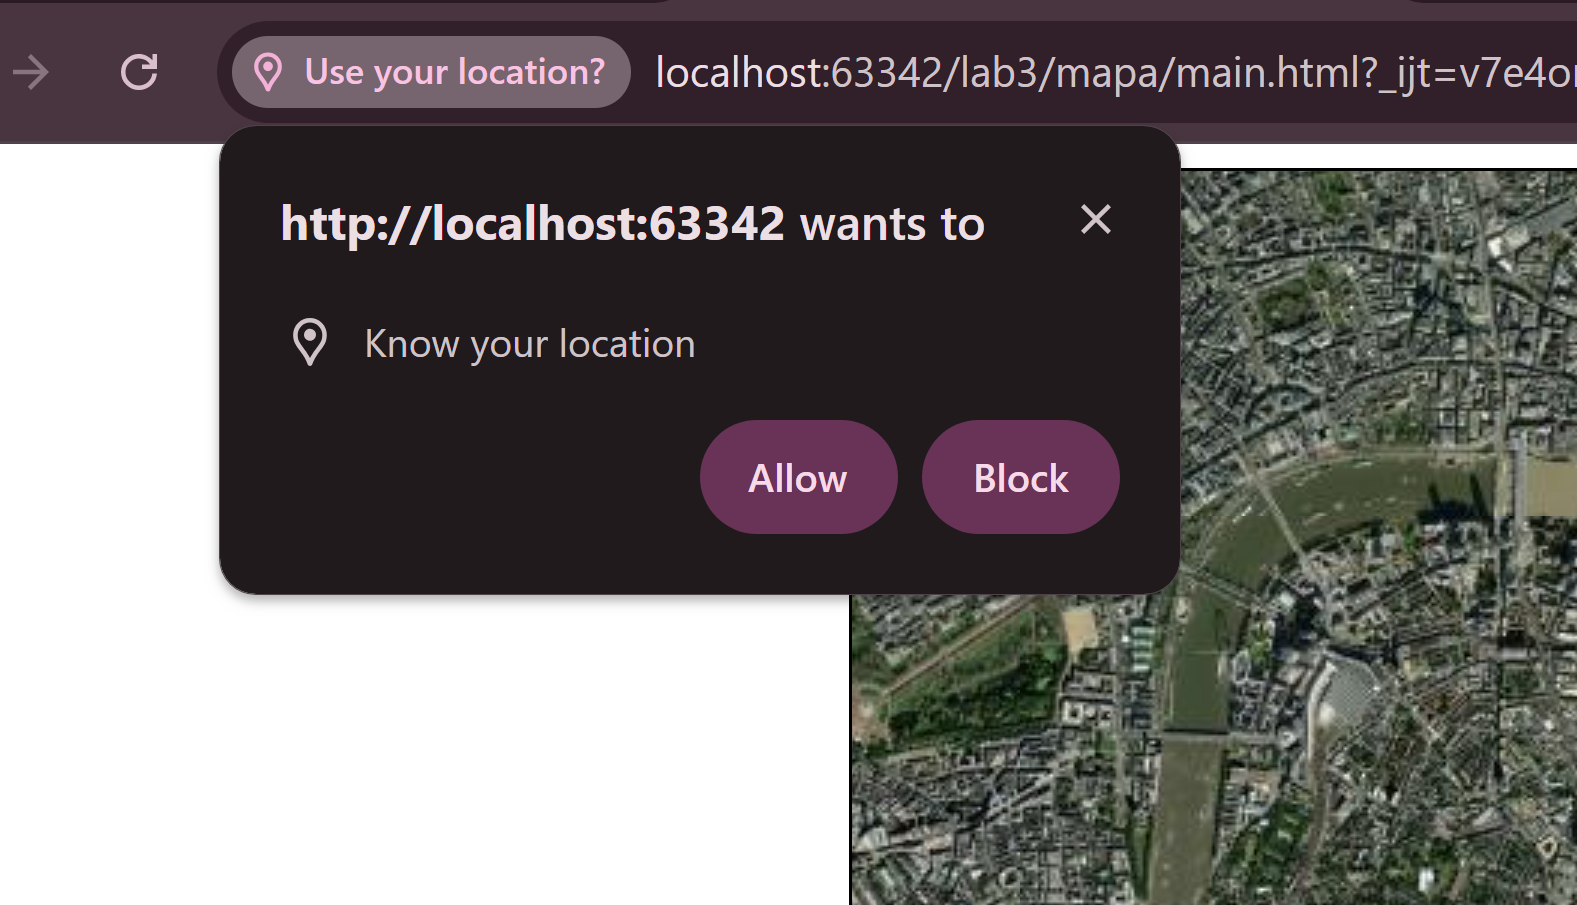 Use your location? localhost:63342/lab3/mapa/main.html?_ijt=v7e4o
http://localhost:63342 wants to
Know your location
Allow Block